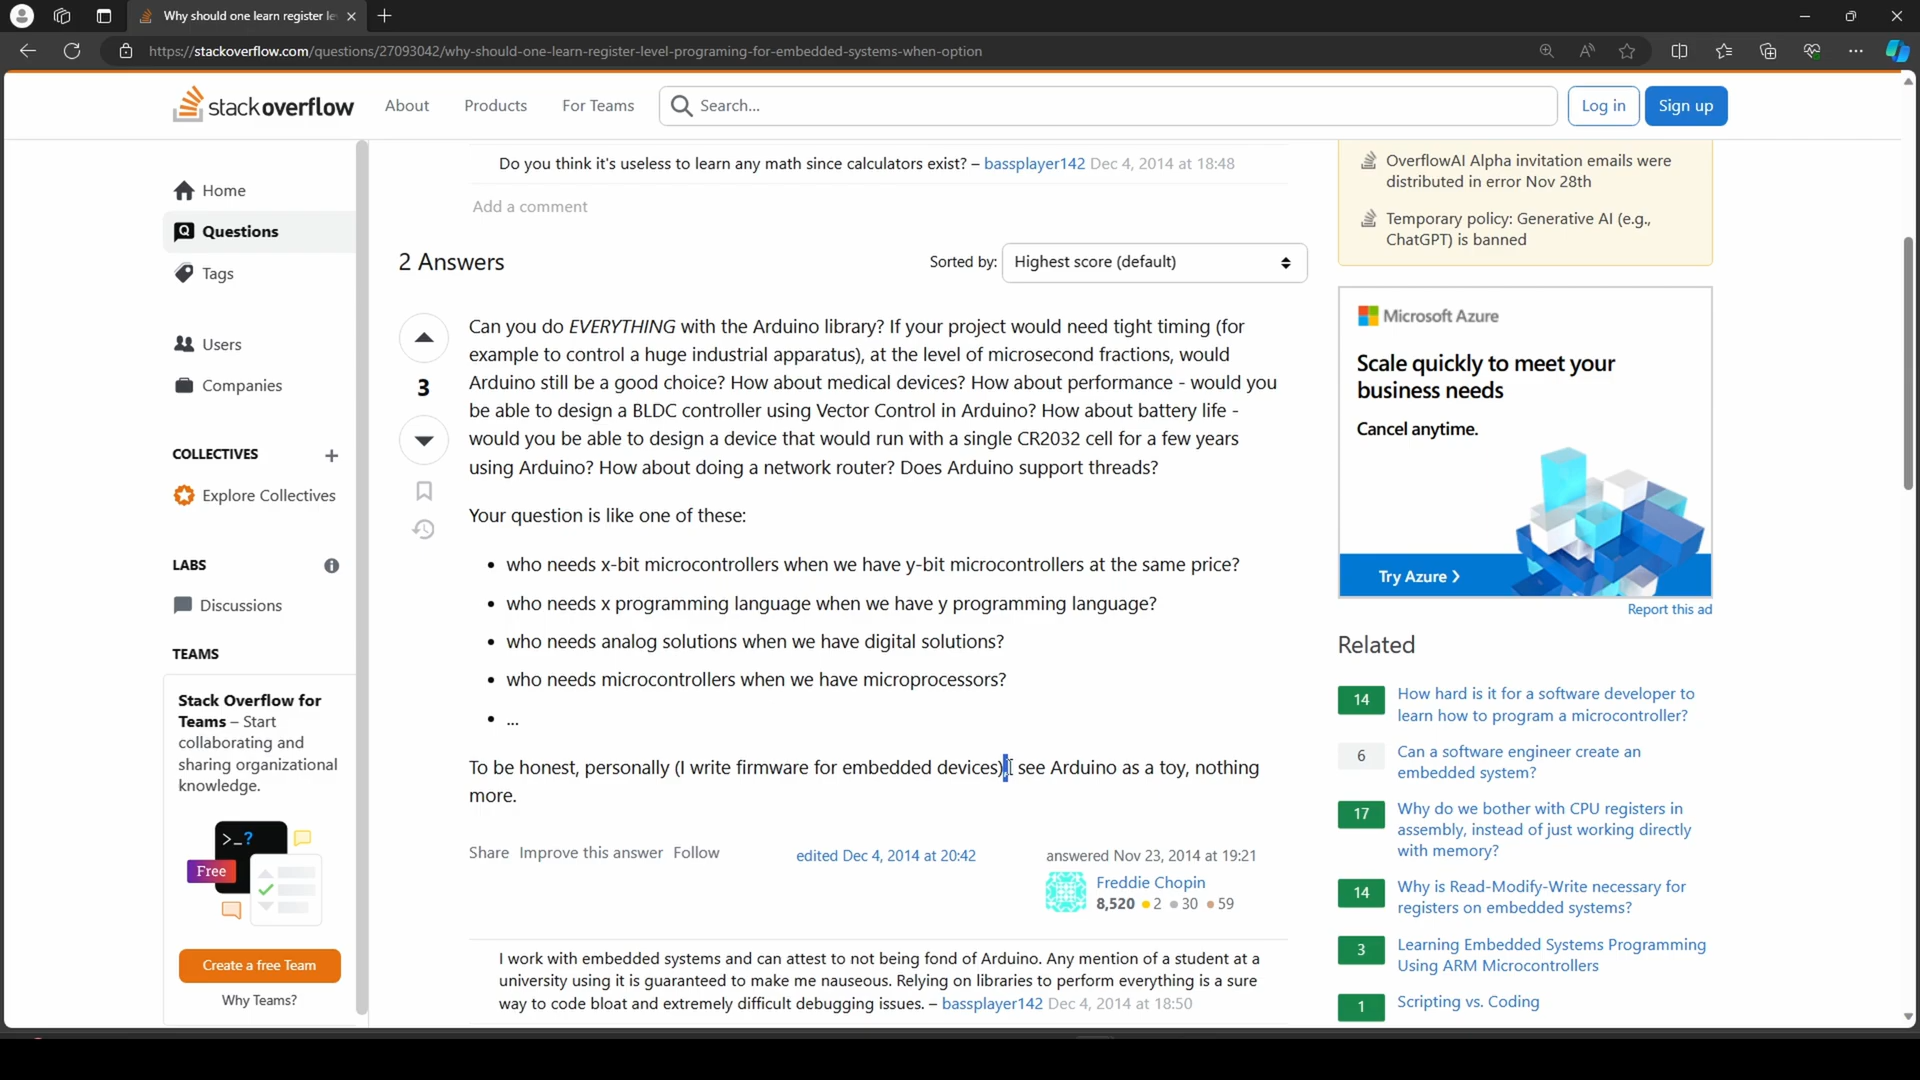 Why should one learn register le
https://stackoverflow.com/questions/27093042/why-should-one-learn-register-level-programing-for-embedded-systems-when-option
stackoverflow
About
Products
For Teams
Search...
Log in
Sign up
Home
Questions
Tags
Users
Companies
COLLECTIVES
Explore Collectives
LABS
Discussions
TEAMS
Stack Overflow for
Teams – Start
collaborating and
sharing organizational
knowledge.
>_?
Free
Create a free Team
Why Teams?
Do you think it's useless to learn any math since calculators exist? – bassplayer142 Dec 4, 2014 at 18:48
Add a comment
2 Answers
Sorted by:
Highest score (default)
3
Can you do EVERYTHING with the Arduino library? If your project would need tight timing (for
example to control a huge industrial apparatus), at the level of microsecond fractions, would
Arduino still be a good choice? How about medical devices? How about performance - would you
be able to design a BLDC controller using Vector Control in Arduino? How about battery life -
would you be able to design a device that would run with a single CR2032 cell for a few years
using Arduino? How about doing a network router? Does Arduino support threads?
Your question is like one of these:
• who needs x-bit microcontrollers when we have y-bit microcontrollers at the same price?
• who needs x programming language when we have y programming language?
• who needs analog solutions when we have digital solutions?
• who needs microcontrollers when we have microprocessors?
• ...
To be honest, personally (I write firmware for embedded devices), I see Arduino as a toy, nothing
more.
Share Improve this answer Follow
edited Dec 4, 2014 at 20:42
answered Nov 23, 2014 at 19:21
Freddie Chopin
8,520 ● 2 ● 30 ● 59
I work with embedded systems and can attest to not being fond of Arduino. Any mention of a student at a
university using it is guaranteed to make me nauseous. Relying on libraries to perform everything is a sure
way to code bloat and extremely difficult debugging issues. – bassplayer142 Dec 4, 2014 at 18:50
OverflowAI Alpha invitation emails were
distributed in error Nov 28th
Temporary policy: Generative AI (e.g.,
ChatGPT) is banned
Microsoft Azure
Scale quickly to meet your
business needs
Cancel anytime.
Try Azure >
Report this ad
Related
14 How hard is it for a software developer to
learn how to program a microcontroller?
6 Can a software engineer create an
embedded system?
17 Why do we bother with CPU registers in
assembly, instead of just working directly
with memory?
14 Why is Read-Modify-Write necessary for
registers on embedded systems?
3 Learning Embedded Systems Programming
Using ARM Microcontrollers
1 Scripting vs. Coding